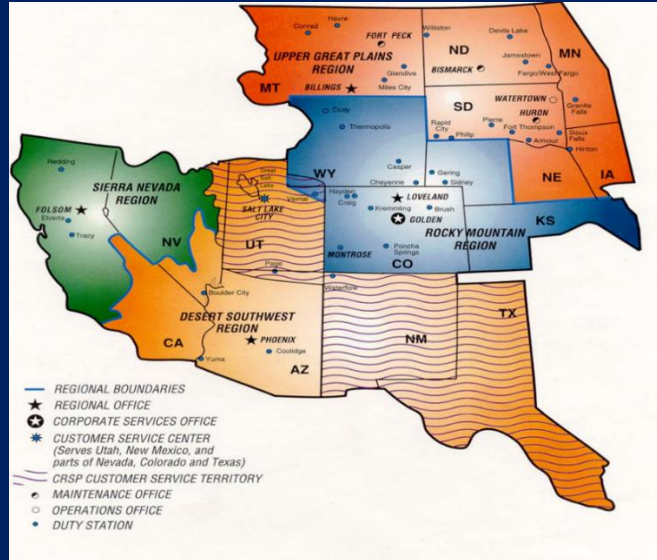 Havre
Conrad
FORT PECK
Williston
Devils Lake
ND
MN
UPPER GREAT PLAINS
REGION
Jamestown
BISMARCK
Fargo/West Fargo
Glendive
MT
BILLINGS
Miles City
SD
WATERTOWN
Granite
Falls
HURON
Cody
Rapid
City
Pierre
Philip
Fort Thompson
Sioux
Falls
Thermopolis
Armour
Hinton
Redding
SIERRA NEVADA
REGION
Great
Salt
Lake
WY
Casper
Gering
NE
IA
Cheyenne
Sidney
Vernal
Hayden
Craig
LOVELAND
FOLSOM
Elverta
SALT LAKE
CITY
Kremmling
Brush
KS
GOLDEN
Tracy
NV
UT
MONTROSE
Poncha
Springs
ROCKY MOUNTAIN
REGION
CO
Page
Waterflow
Boulder City
TX
DESERT SOUTHWEST
REGION
NM
CA
PHOENIX
Coolidge
AZ
Yuma
REGIONAL BOUNDARIES
REGIONAL OFFICE
CORPORATE SERVICES OFFICE
CUSTOMER SERVICE CENTER
(Serves Utah, New Mexico, and
parts of Nevada, Colorado and Texas)
CRSP CUSTOMER SERVICE TERRITORY
MAINTENANCE OFFICE
OPERATIONS OFFICE
DUTY STATION